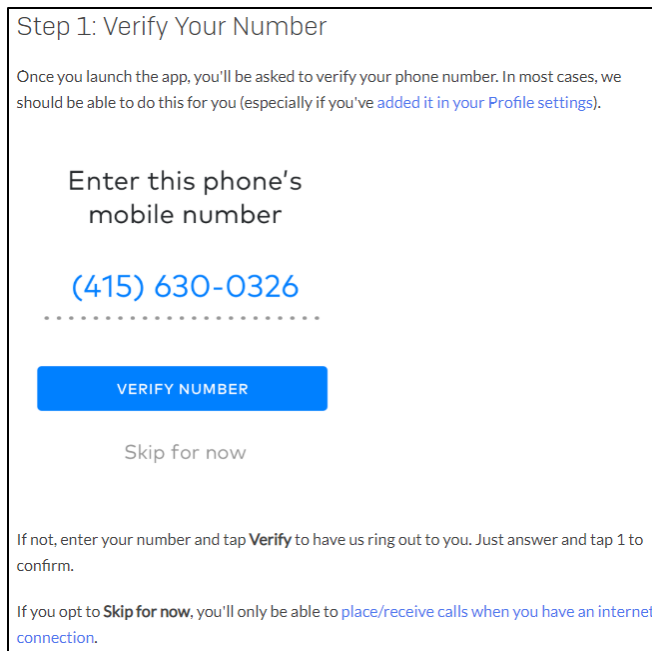 Step 1: Verify Your Number
Once you launch the app, you'll be asked to verify your phone number. In most cases, we
should be able to do this for you (especially if you've added it in your Profile settings).
Enter this phone's
mobile number
(415) 630-0326
VERIFY NUMBER
Skip for now
If not, enter your number and tap Verify to have us ring out to you. Just answer and tap 1 to
confirm.
If you opt to Skip for now, you'll only be able to place/receive calls when you have an internet
connection.